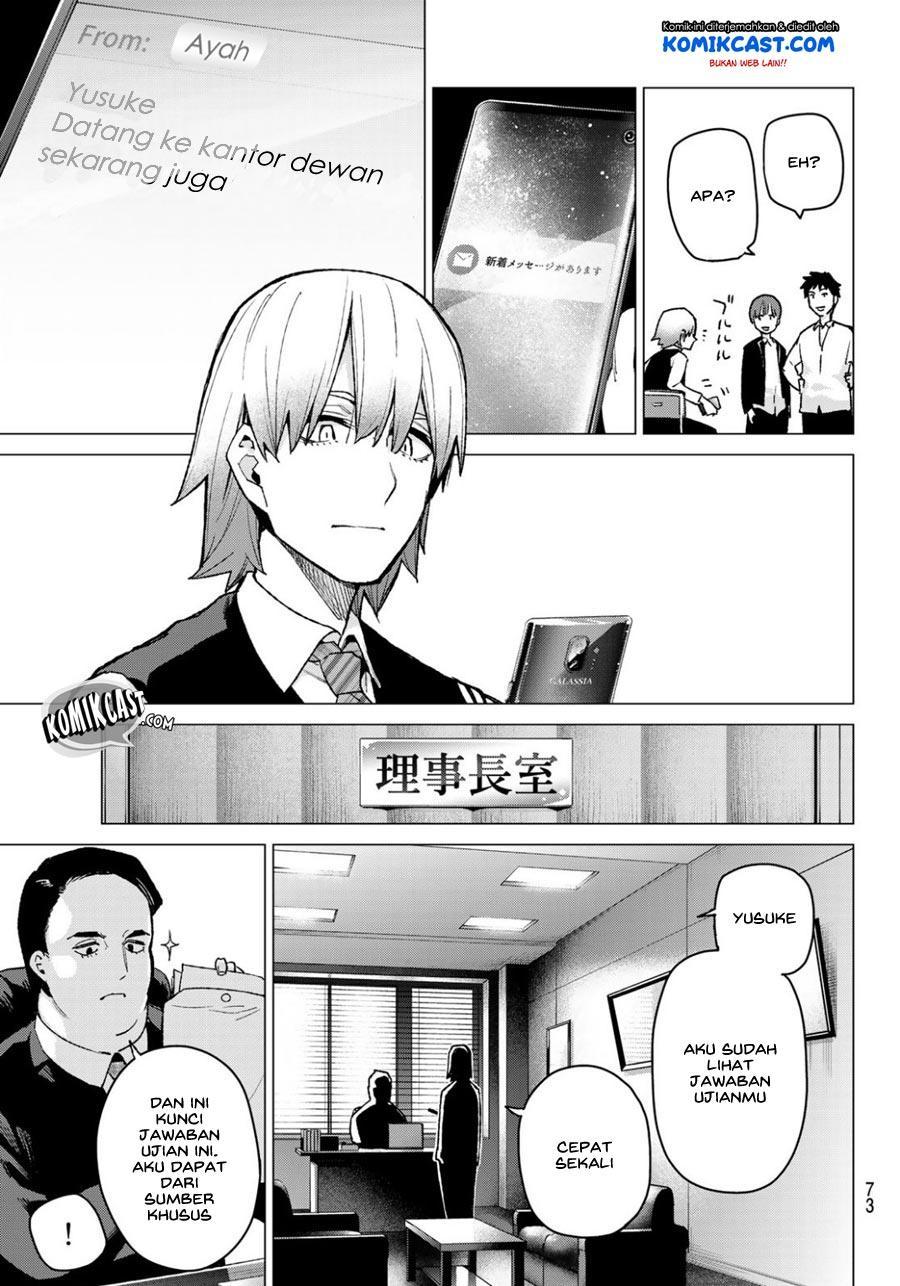 Komik ini diterjemahkan & diedit oleh
KOMIKCAST.COM
BUKAN WEB LAIN!!
EH?
APA?
ブルルル
新着メッセージがあります
From: Ayah
Yusuke
Datang ke kantor dewan
sekarang juga
GALASSIA
KOMIKCAST.COM
理事長室
YUSUKE
AKU SUDAH
LIHAT
JAWABAN
UJIANMU
CEPAT
SEKALI
DAN INI
KUNCI
JAWABAN
UJIAN INI.
AKU DAPAT
DARI
SUMBER
KHUSUS
!
73